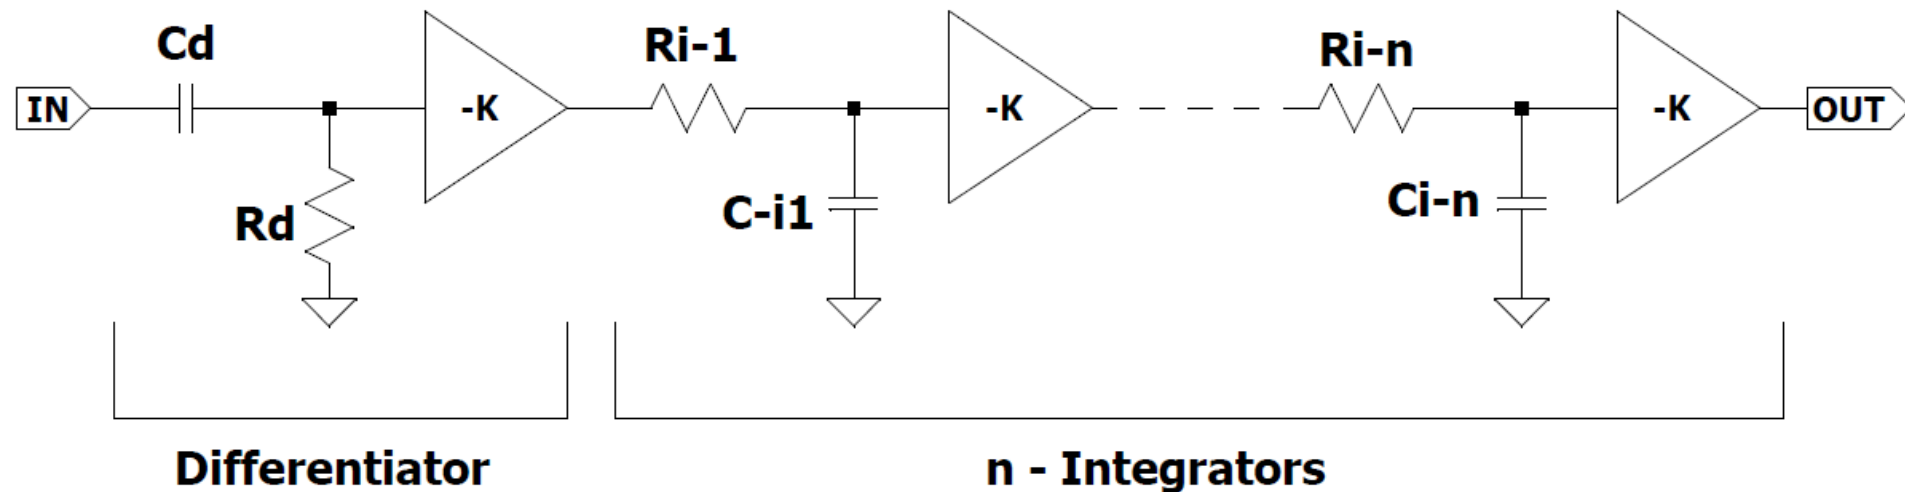 Cd
Ri-1
Ri-n
IN
-K
-K
-K
OUT
Rd
C-i1
Ci-n
Differentiator
n - Integrators